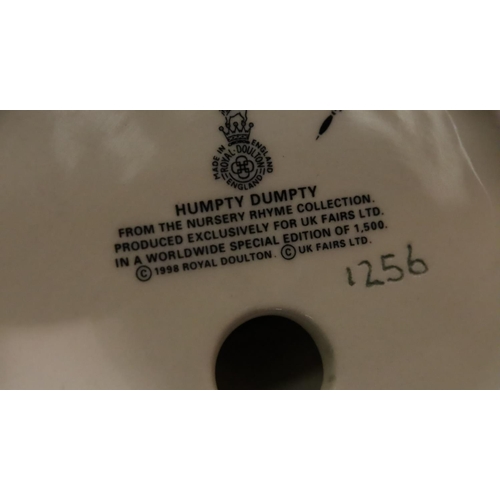 MADE IN ENGLAND
ROYAL·DOULTON
ENGLAND
HUMPTY DUMPTY
FROM THE NURSERY RHYME COLLECTION.
PRODUCED EXCLUSIVELY FOR UK FAIRS LTD.
IN A WORLDWIDE SPECIAL EDITION OF 1,500.
© 1998 ROYAL DOULTON. © UK FAIRS LTD.
1256